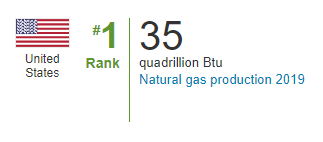 United
States
#1
Rank
35
quadrillion Btu
Natural gas production 2019